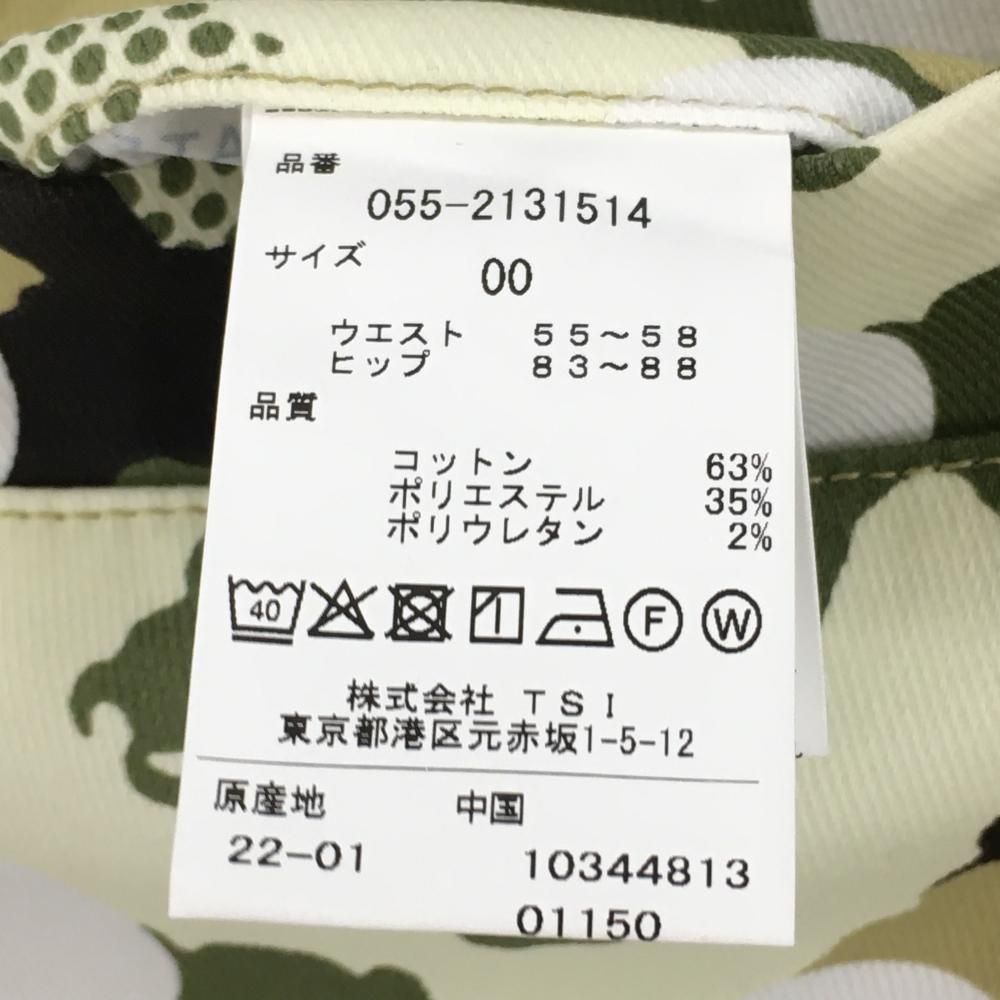 品番
055-2131514
サイズ
00
ウエスト 55～58
ヒップ 83～88
品質
コットン 63%
ポリエステル 35%
ポリウレタン 2%
40 F W
株式会社 TSI
東京都港区元赤坂1-5-12
原産地 中国
22-01 10344813
01150